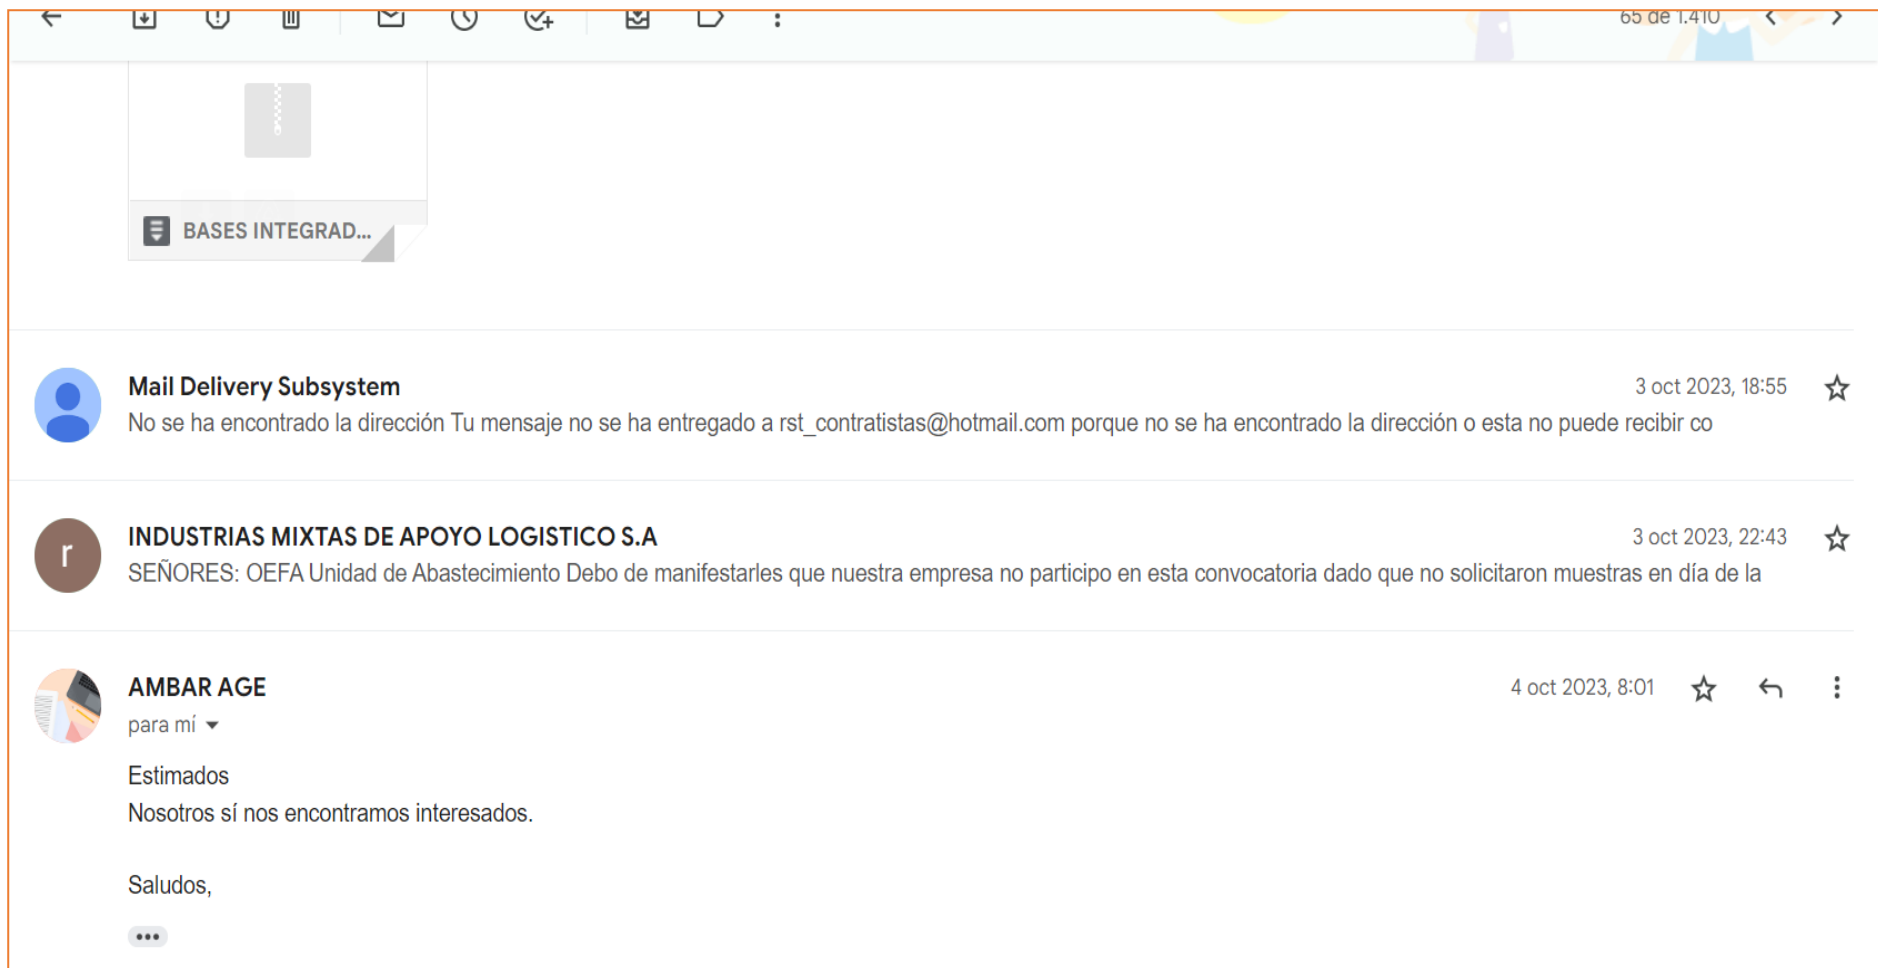 65 de 1.410
BASES INTEGRAD...
Mail Delivery Subsystem
3 oct 2023, 18:55
No se ha encontrado la dirección Tu mensaje no se ha entregado a rst_contratistas@hotmail.com porque no se ha encontrado la dirección o esta no puede recibir co
r
INDUSTRIAS MIXTAS DE APOYO LOGISTICO S.A
3 oct 2023, 22:43
SEÑORES: OEFA Unidad de Abastecimiento Debo de manifestarles que nuestra empresa no participo en esta convocatoria dado que no solicitaron muestras en día de la
AMBAR AGE
4 oct 2023, 8:01
para mí
Estimados
Nosotros sí nos encontramos interesados.
Saludos,